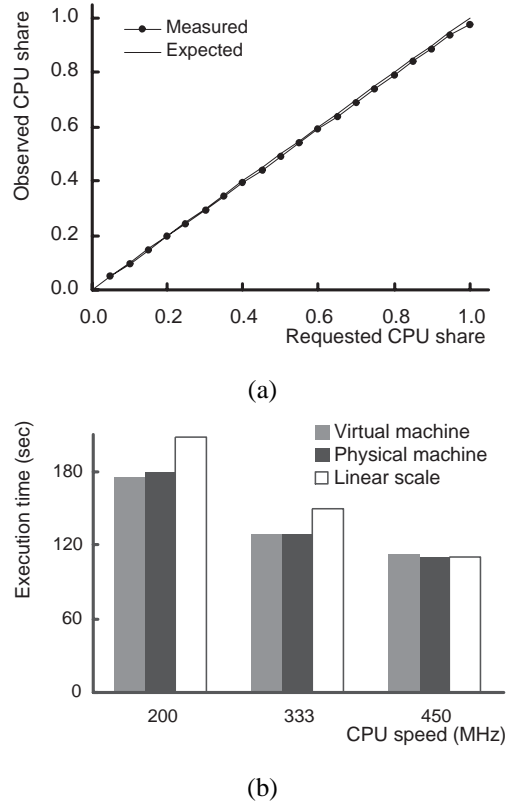 Observed CPU share
1.0
0.8
0.6
0.4
0.2
0.0
Measured
Expected
0.0 0.2 0.4 0.6 0.8 1.0
Requested CPU share
(a)
Execution time (sec)
180
120
60
0
Virtual machine
Physical machine
Linear scale
200 333 450
CPU speed (MHz)
(b)